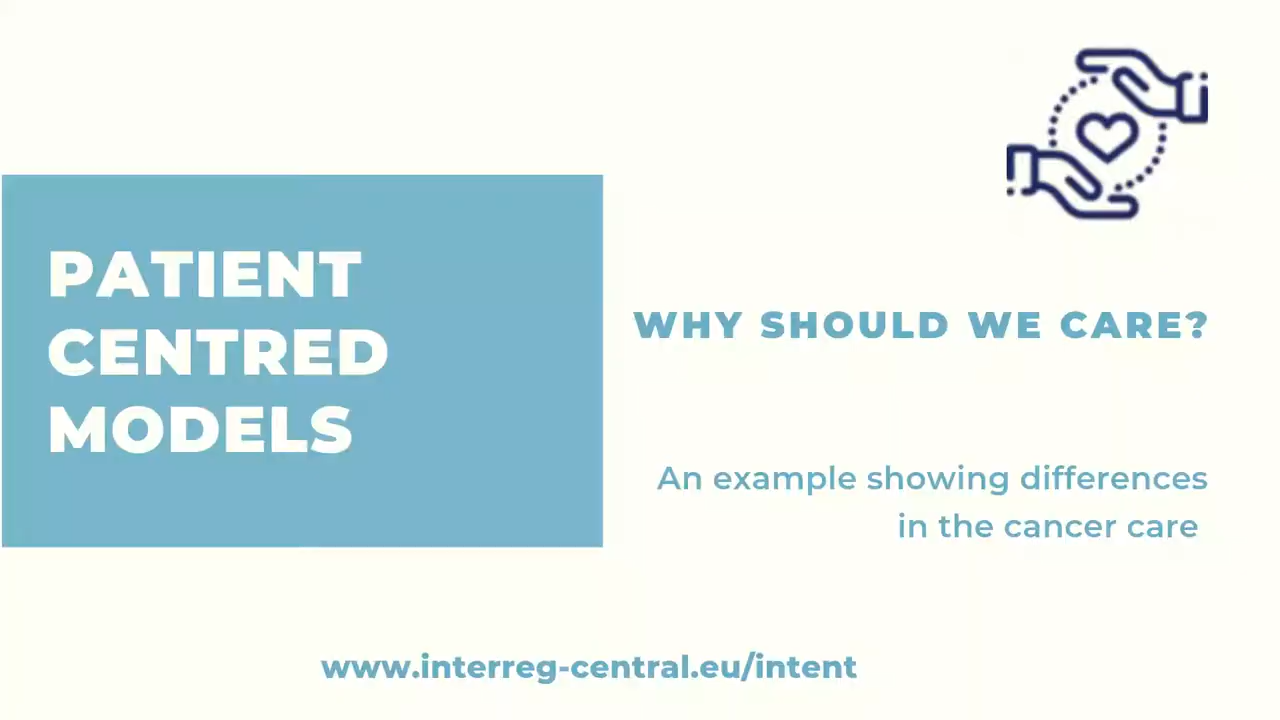 PATIENT
CENTRED
MODELS
WHY SHOULD WE CARE?
An example showing differences
in the cancer care
www.interreg-central.eu/intent